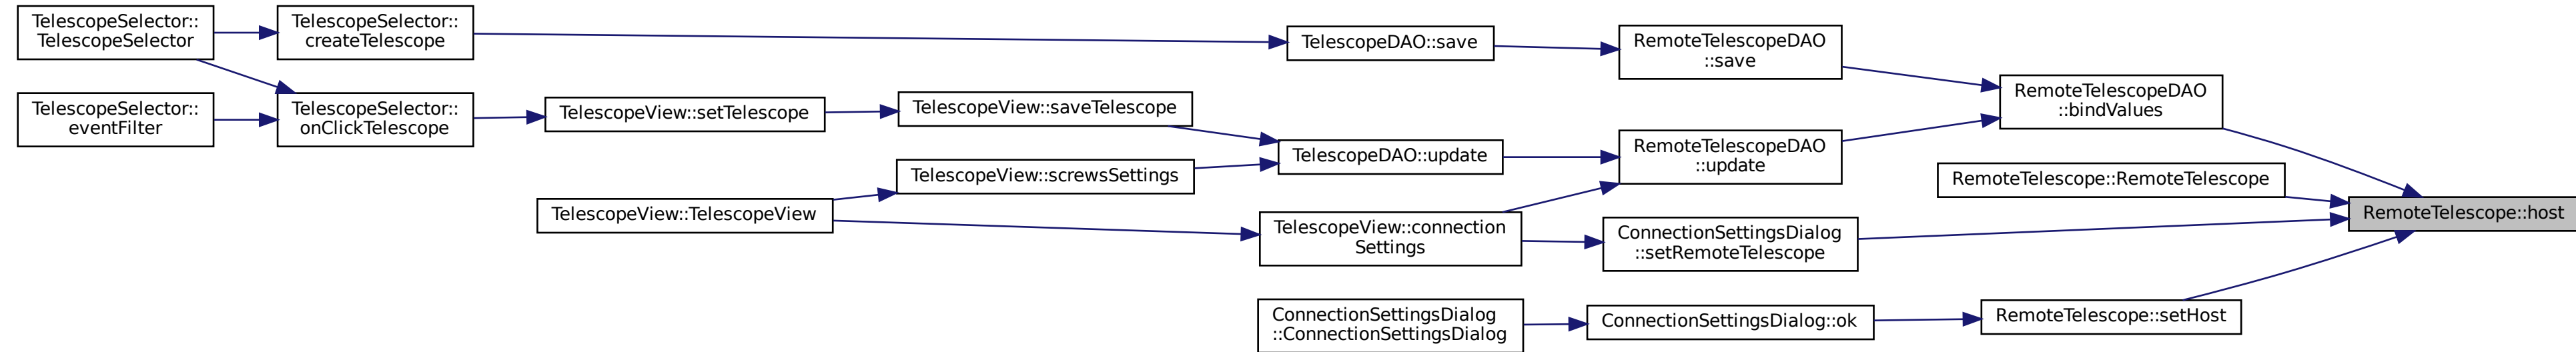 TelescopeSelector::
TelescopeSelector
TelescopeSelector::
createTelescope
TelescopeDAO::save
RemoteTelescopeDAO
::save
RemoteTelescopeDAO
::bindValues
TelescopeSelector::
eventFilter
TelescopeSelector::
onClickTelescope
TelescopeView::setTelescope
TelescopeView::saveTelescope
TelescopeDAO::update
RemoteTelescopeDAO
::update
TelescopeView::screwsSettings
RemoteTelescope::RemoteTelescope
TelescopeView::TelescopeView
TelescopeView::connection
Settings
ConnectionSettingsDialog
::setRemoteTelescope
RemoteTelescope::host
ConnectionSettingsDialog
::ConnectionSettingsDialog
ConnectionSettingsDialog::ok
RemoteTelescope::setHost